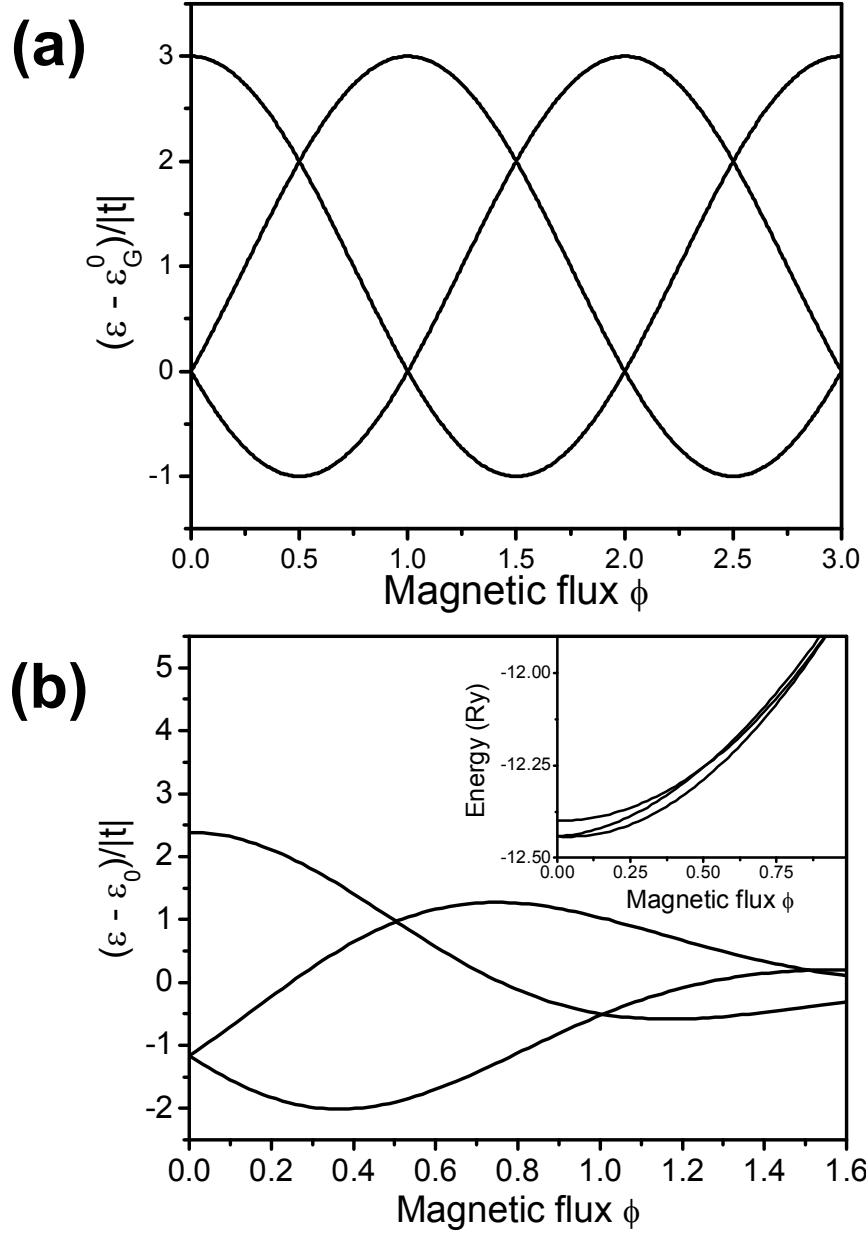 (a)
(ε - ε⁰_G)/|t|
3
2
1
0
-1
0.0 0.5 1.0 1.5 2.0 2.5 3.0
Magnetic flux ϕ
(b)
(ε - ε₀)/|t|
5
4
3
2
1
0
-1
-2
0.0 0.2 0.4 0.6 0.8 1.0 1.2 1.4 1.6
Magnetic flux ϕ
Energy (Ry)
-12.00
-12.25
-12.50
0.00 0.25 0.50 0.75
Magnetic flux ϕ